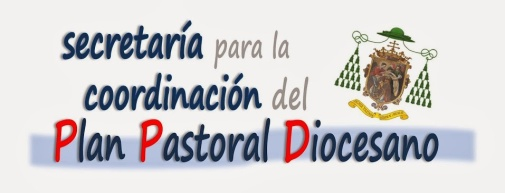 secretaría para la
coordinación del
Plan Pastoral Diocesano